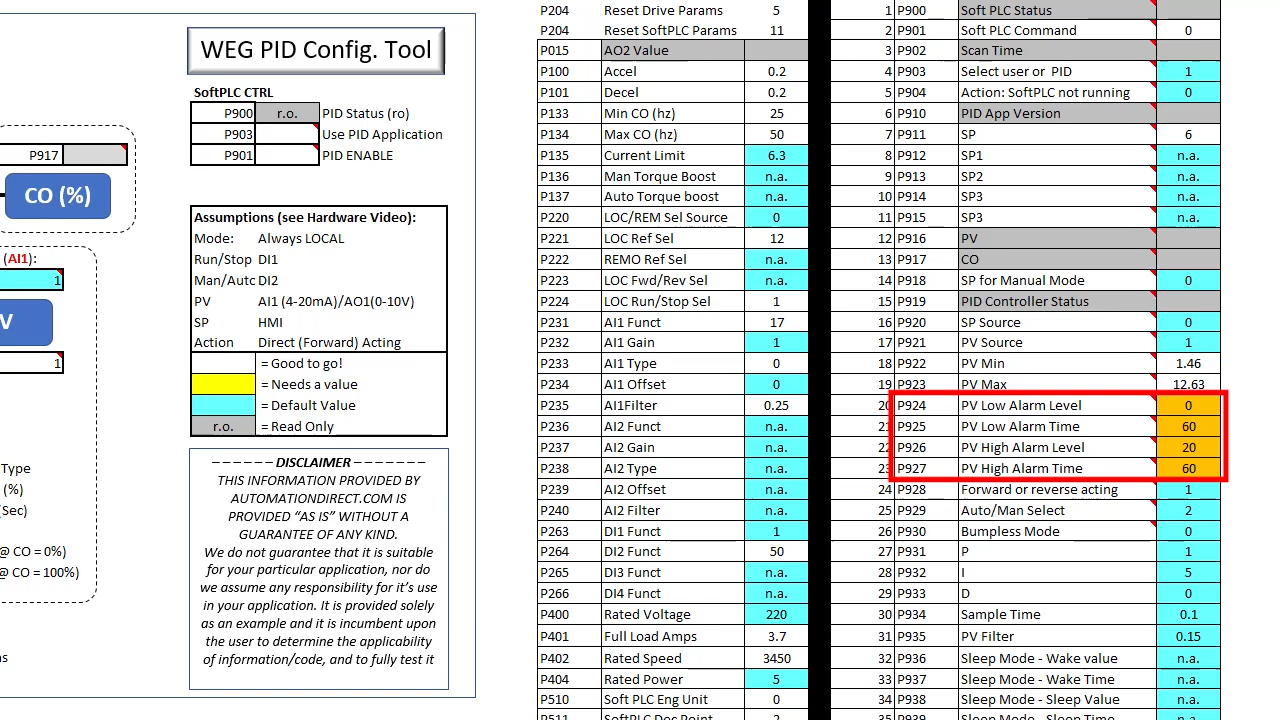 WEG PID Config. Tool
SoftPLC CTRL
P900 r.o. PID Status (ro)
P903 Use PID Application
P901 PID ENABLE
P917
CO (%)
(AI1):
1
V
1
Type
(%)
(Sec)
@ CO = 0%)
@ CO = 100%)
Assumptions (see Hardware Video):
Mode: Always LOCAL
Run/Stop DI1
Man/Autc DI2
PV AI1 (4-20mA)/AO1(0-10V)
SP HMI
Action Direct (Forward) Acting
= Good to go!
= Needs a value
= Default Value
r.o. = Read Only
– – – – – – DISCLAIMER – – – – – – –
THIS INFORMATION PROVIDED BY
AUTOMATIONDIRECT.COM IS
PROVIDED “AS IS” WITHOUT A
GUARANTEE OF ANY KIND.
We do not guarantee that it is suitable
for your particular application, nor do
we assume any responsibility for it’s use
in your application. It is provided solely
as an example and it is incumbent upon
the user to determine the applicability
of information/code, and to fully test it
P204 Reset Drive Params 5
P204 Reset SoftPLC Params 11
P015 AO2 Value
P100 Accel 0.2
P101 Decel 0.2
P133 Min CO (hz) 25
P134 Max CO (hz) 50
P135 Current Limit 6.3
P136 Man Torque Boost n.a.
P137 Auto Torque boost n.a.
P220 LOC/REM Sel Source 0
P221 LOC Ref Sel 12
P222 REMO Ref Sel n.a.
P223 LOC Fwd/Rev Sel n.a.
P224 LOC Run/Stop Sel 1
P231 AI1 Funct 17
P232 AI1 Gain 1
P233 AI1 Type 0
P234 AI1 Offset 0
P235 AI1Filter 0.25
P236 AI2 Funct n.a.
P237 AI2 Gain n.a.
P238 AI2 Type n.a.
P239 AI2 Offset n.a.
P240 AI2 Filter n.a.
P263 DI1 Funct 1
P264 DI2 Funct 50
P265 DI3 Funct n.a.
P266 DI4 Funct n.a.
P400 Rated Voltage 220
P401 Full Load Amps 3.7
P402 Rated Speed 3450
P404 Rated Power 5
P510 Soft PLC Eng Unit 0
P511 SoftPLC Dec Point 2
1 P900 Soft PLC Status
2 P901 Soft PLC Command 0
3 P902 Scan Time
4 P903 Select user or PID 1
5 P904 Action: SoftPLC not running 0
6 P910 PID App Version
7 P911 SP 6
8 P912 SP1 n.a.
9 P913 SP2 n.a.
10 P914 SP3 n.a.
11 P915 SP3 n.a.
12 P916 PV
13 P917 CO
14 P918 SP for Manual Mode 0
15 P919 PID Controller Status
16 P920 SP Source 0
17 P921 PV Source 1
18 P922 PV Min 1.46
19 P923 PV Max 12.63
20 P924 PV Low Alarm Level 0
21 P925 PV Low Alarm Time 60
22 P926 PV High Alarm Level 20
23 P927 PV High Alarm Time 60
24 P928 Forward or reverse acting 1
25 P929 Auto/Man Select 2
26 P930 Bumpless Mode 0
27 P931 P 1
28 P932 I 5
29 P933 D 0
30 P934 Sample Time 0.1
31 P935 PV Filter 0.15
32 P936 Sleep Mode - Wake value n.a.
33 P937 Sleep Mode - Wake Time n.a.
34 P938 Sleep Mode - Sleep Value n.a.
35 P939 Sleep Mode - Sleep Time n.a.